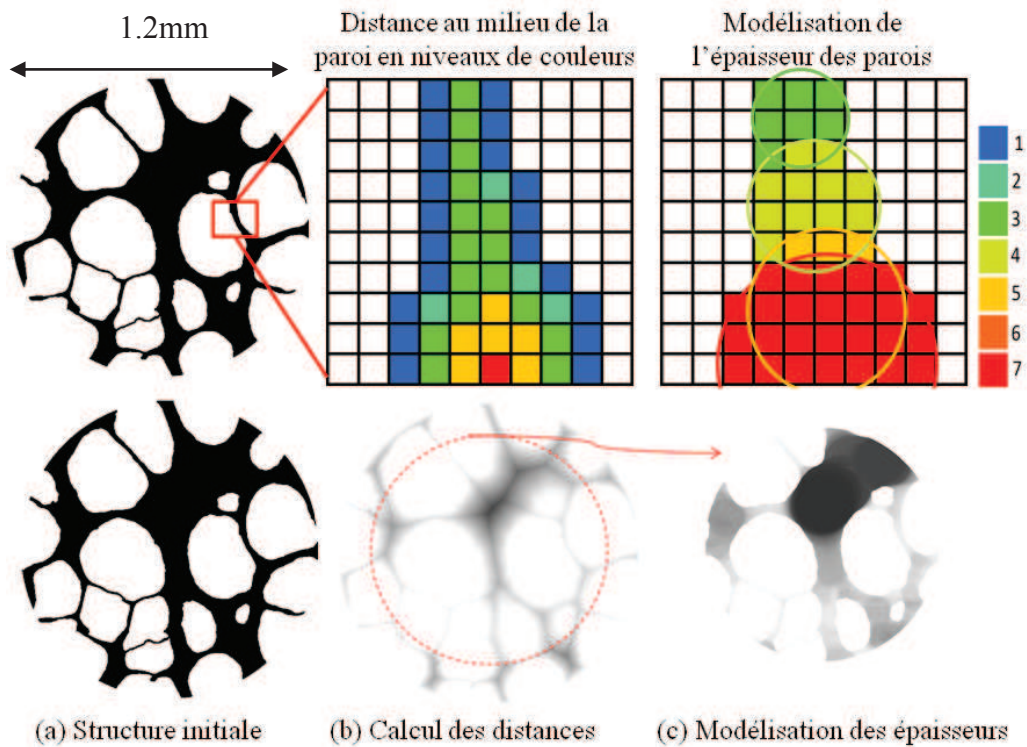 1.2mm
Distance au milieu de la
paroi en niveaux de couleurs
Modélisation de
l'épaisseur des parois
1
2
3
4
5
6
7
(a) Structure initiale
(b) Calcul des distances
(c) Modélisation des épaisseurs